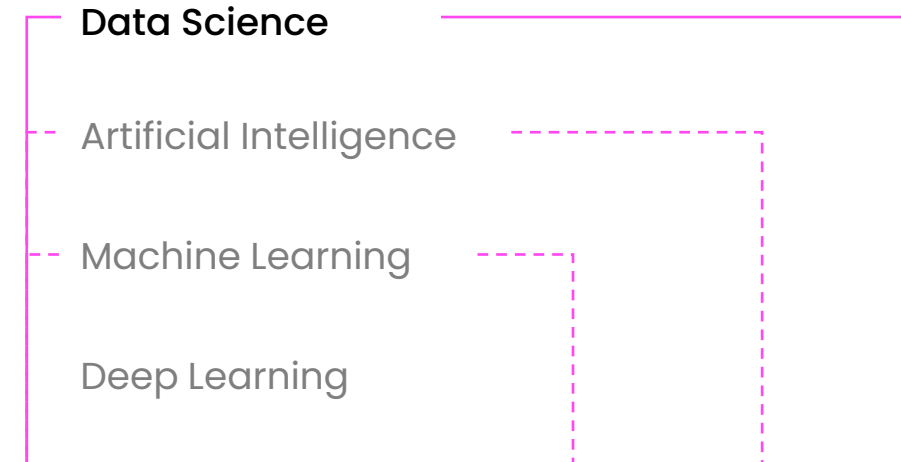 Data Science
Artificial Intelligence
Machine Learning
Deep Learning